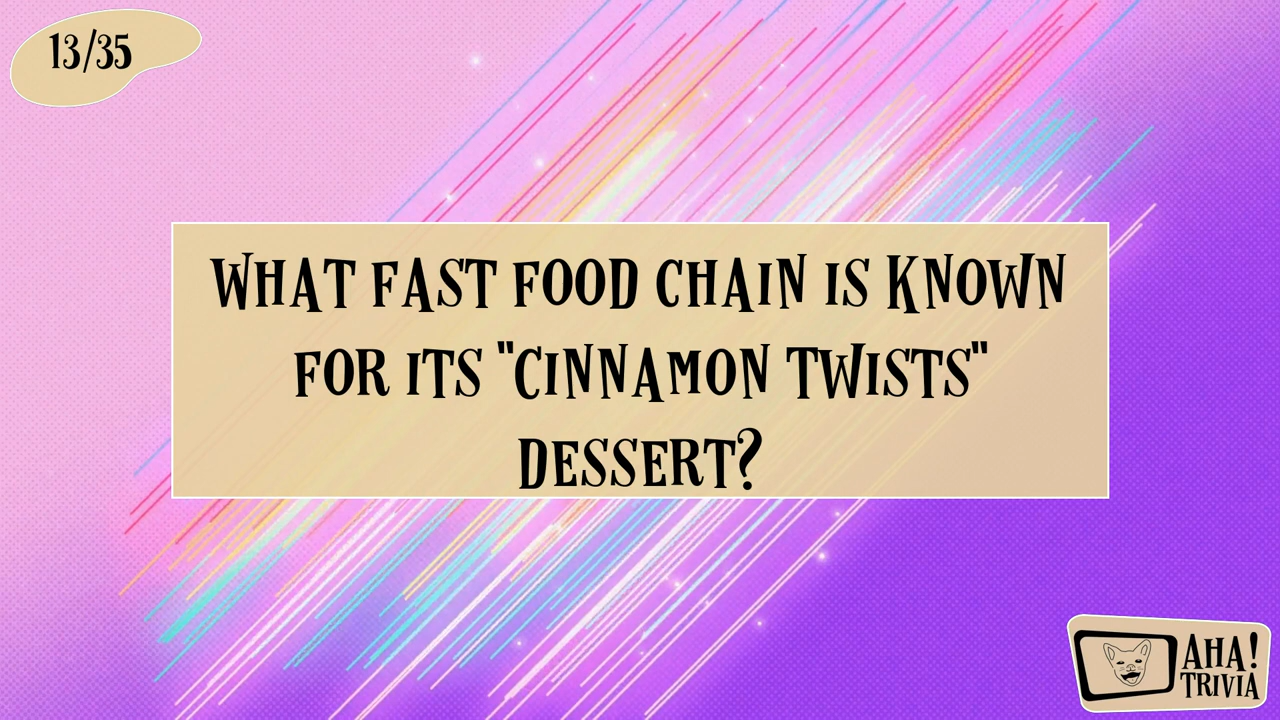 13/35
WHAT FAST FOOD CHAIN IS KNOWN
FOR ITS "CINNAMON TWISTS"
DESSERT?
AHA!
TRIVIA